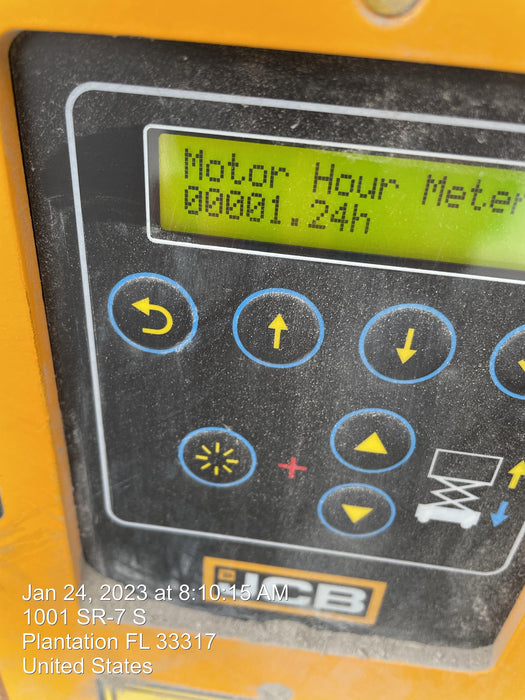 Motor Hour Meter
00001.24h
JCB
Jan 24, 2023 at 8:10:15 AM
1001 SR-7 S
Plantation FL 33317
United States